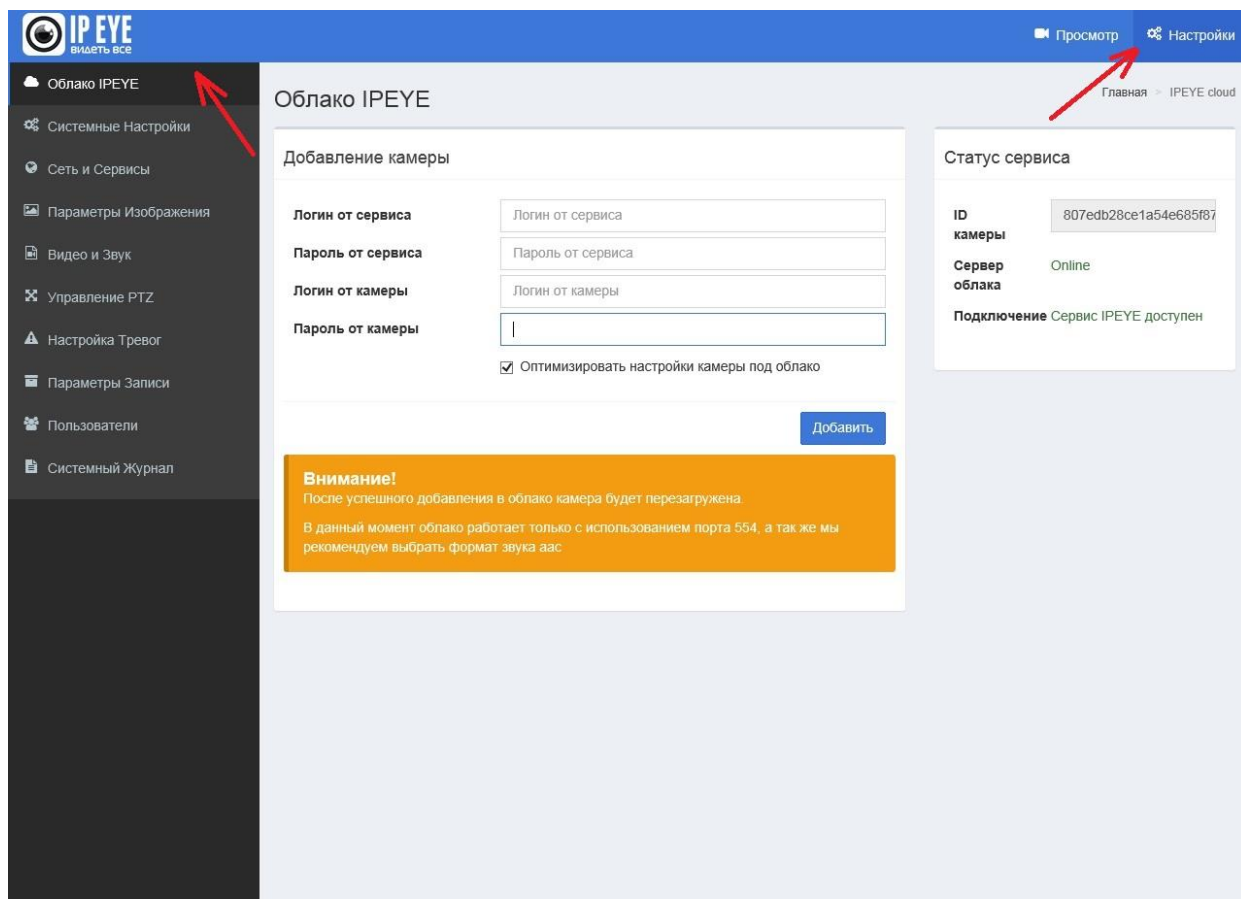 IP EYE
видеть все
Просмотр
Настройки
Облако IPEYE
Системные Настройки
Сеть и Сервисы
Параметры Изображения
Видео и Звук
Управление PTZ
Настройка Тревог
Параметры Записи
Пользователи
Системный Журнал
Облако IPEYE
Главная > IPEYE cloud
Добавление камеры
Логин от сервиса Логин от сервиса
Пароль от сервиса Пароль от сервиса
Логин от камеры Логин от камеры
Пароль от камеры
Оптимизировать настройки камеры под облако
Добавить
Внимание!
После успешного добавления в облако камера будет перезагружена.
В данный момент облако работает только с использованием порта 554, а так же мы
рекомендуем выбрать формат звука aac
Статус сервиса
ID 807edb28ce1a54e685f87
камеры
Сервер Online
облака
Подключение Сервис IPEYE доступен